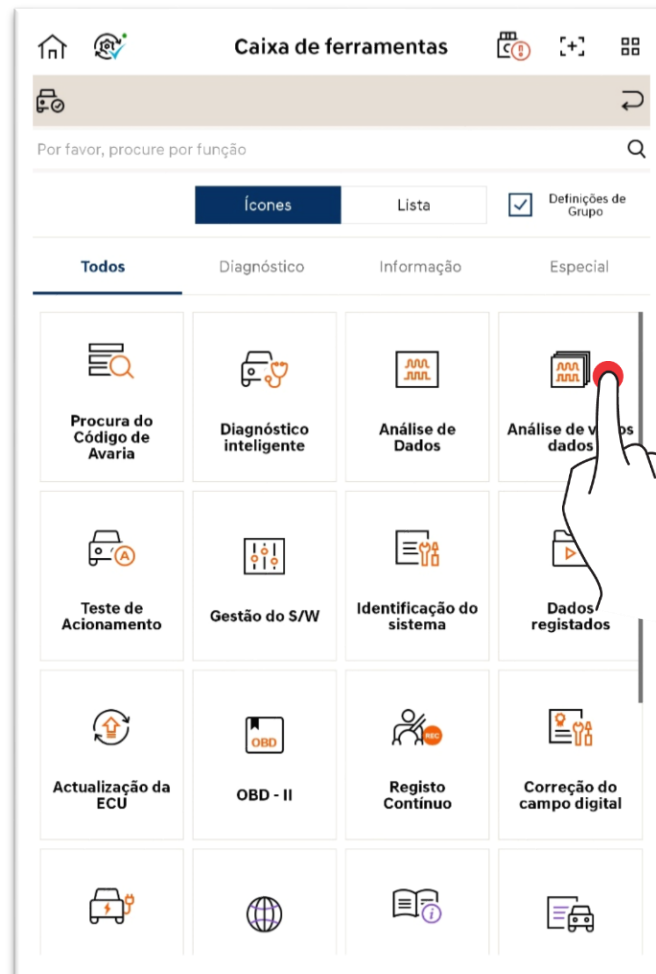 Caixa de ferramentas
Por favor, procure por função
Ícones
Lista
Definições de
Grupo
Todos
Diagnóstico
Informação
Especial
Procura do
Código de
Avaria
Diagnóstico
inteligente
Análise de
Dados
Análise de
dados
A
Teste de
Acionamento
Gestão do S/W
Identificação do
sistema
Dados
registados
Actualização da
ECU
OBD
OBD - II
REC
Registo
Contínuo
Correção do
campo digital